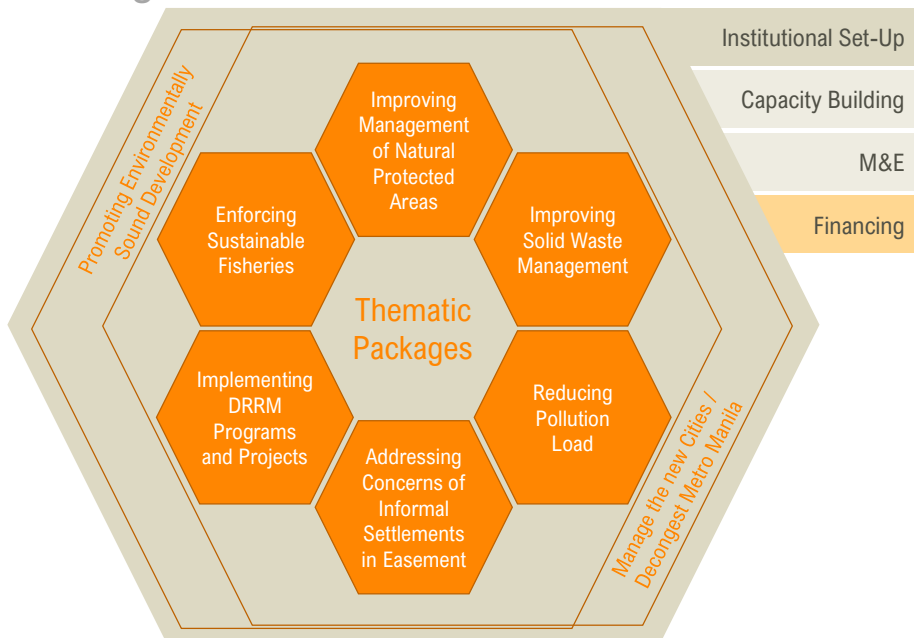 Institutional Set-Up
Capacity Building
M&E
Financing
Promoting Environmentally
Sound Development
Improving
Management
of Natural
Protected
Areas
Enforcing
Sustainable
Fisheries
Improving
Solid Waste
Management
Thematic
Packages
Implementing
DRRM
Programs
and Projects
Reducing
Pollution
Load
Addressing
Concerns of
Informal
Settlements
in Easement
Manage the new Cities /
Decongest Metro Manila